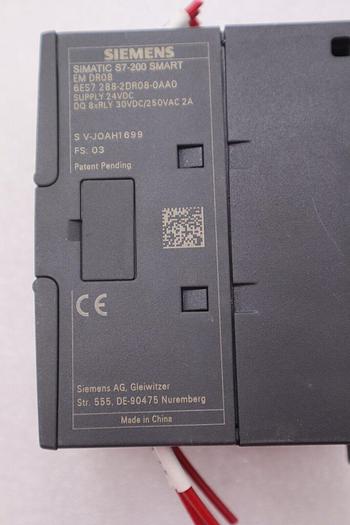 SIEMENS
SIMATIC S7-200 SMART
EM DR08
6ES7 288-2DR08-0AA0
SUPPLY 24VDC
DQ 8xRLY 30VDC/250VAC 2A
S V-J0AH1699
FS: 03
Patent Pending
CE
Siemens AG, Gleiwitzer
Str. 555, DE-90475 Nuremberg
Made in China